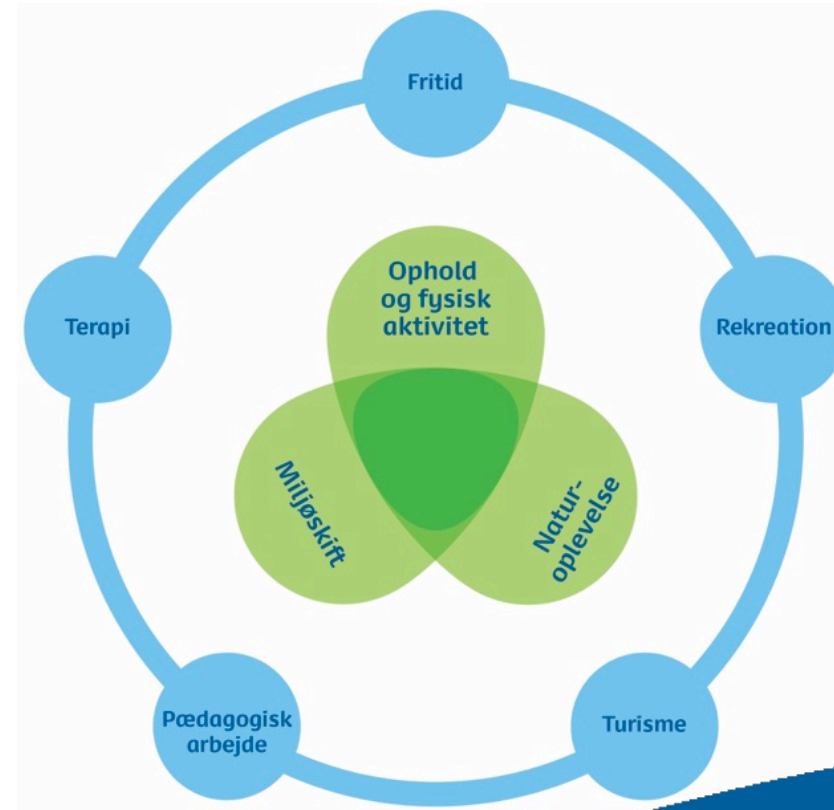 Fritid
Terapi
Rekreation
Ophold
og fysisk
aktivitet
Miljøskift
Natur-
oplevelse
Pædagogisk
arbejde
Turisme